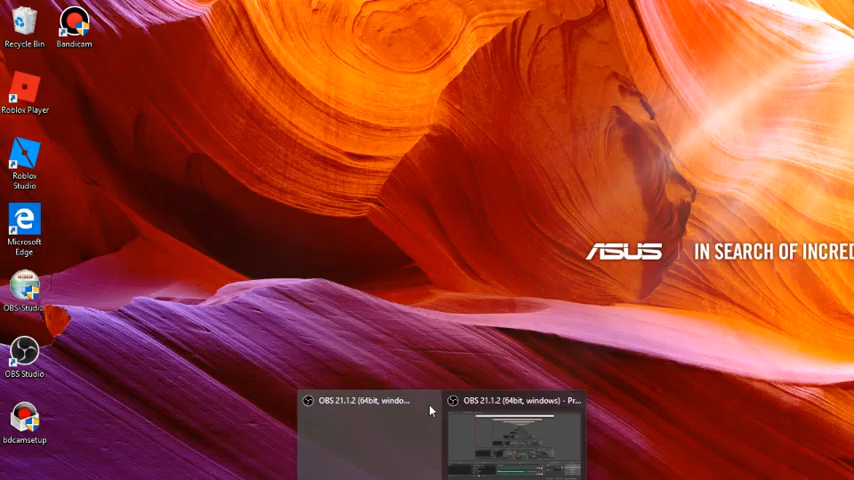 Recycle Bin
Bandicam
Roblox Player
Roblox
Studio
Microsoft
Edge
OBS-Studi...
OBS Studio
bdcamsetup
ASUS
IN SEARCH OF INCRED
OBS 21.1.2 (64bit, windo...
OBS 21.1.2 (64bit, windows) - Pr...